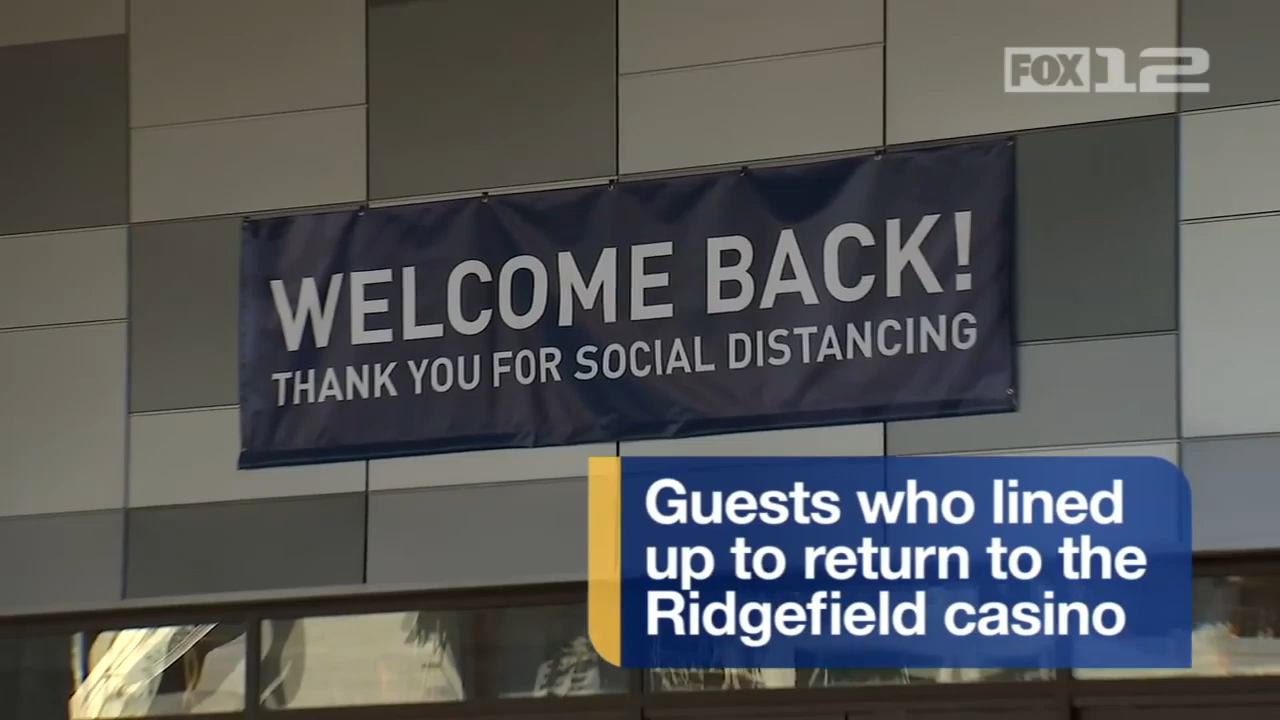 FOX 12
WELCOME BACK!
THANK YOU FOR SOCIAL DISTANCING
Guests who lined
up to return to the
Ridgefield casino